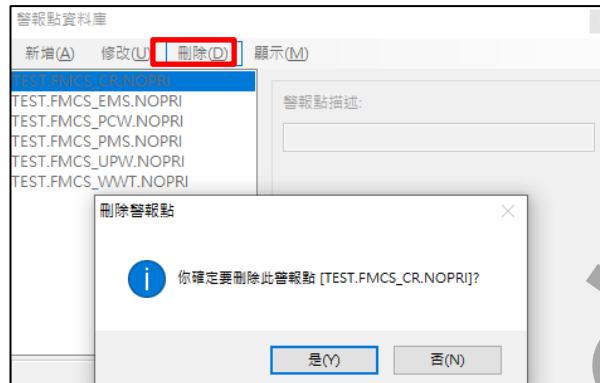 警報點資料庫
新增(A) 修改(U) 刪除(D) 顯示(M)
TEST.FMCS_CR.NOPRI
TEST.FMCS_EMS.NOPRI
TEST.FMCS_PCW.NOPRI
TEST.FMCS_PMS.NOPRI
TEST.FMCS_UPW.NOPRI
TEST.FMCS_WWT.NOPRI
警報點描述:
刪除警報點
你確定要刪除此警報點 [TEST.FMCS_CR.NOPRI]?
是(Y) 否(N)